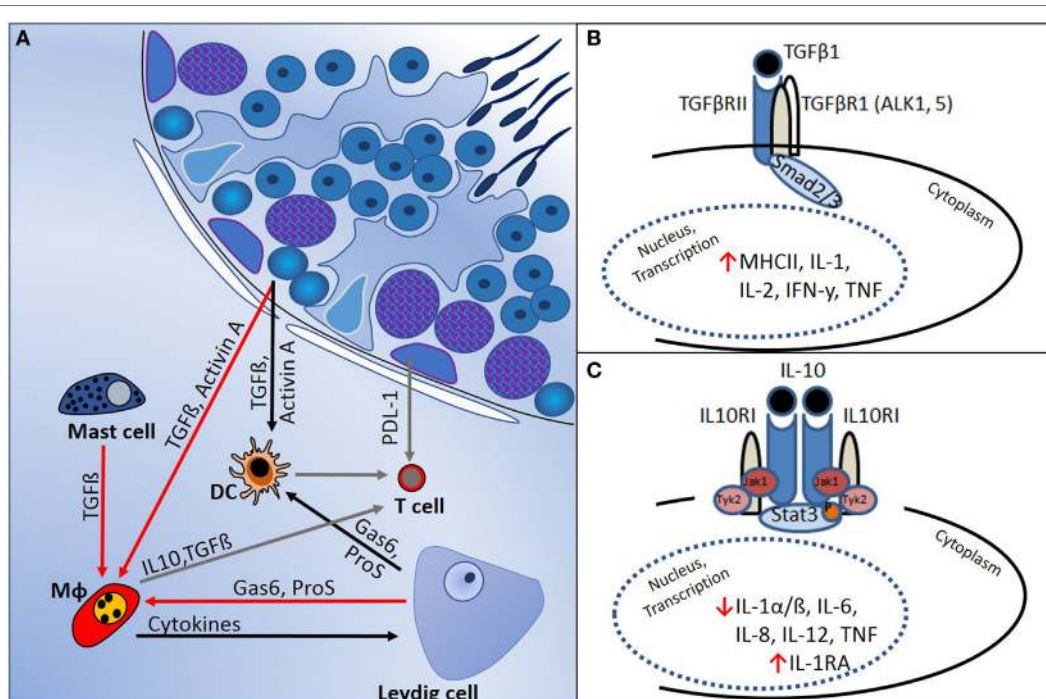 A
TGFß, Activin A
TGFß,
Activin A
PDL-1
Mast cell
TGFß
DC
T cell
IL10,TGFß
Gas6,
ProS
Mϕ
Gas6, ProS
Cytokines
Leydig cell
B
TGFβ1
TGFβRII
TGFβR1 (ALK1, 5)
Smad2/3
Cytoplasm
Nucleus,
Transcription
↑ MHCII, IL-1,
IL-2, IFN-γ, TNF
C
IL-10
IL10RI
IL10RI
Jak1
Jak1
Tyk2
Tyk2
Stat3
P
Cytoplasm
Nucleus,
Transcription
↓ IL-1α/ß, IL-6,
IL-8, IL-12, TNF
↑ IL-1RA